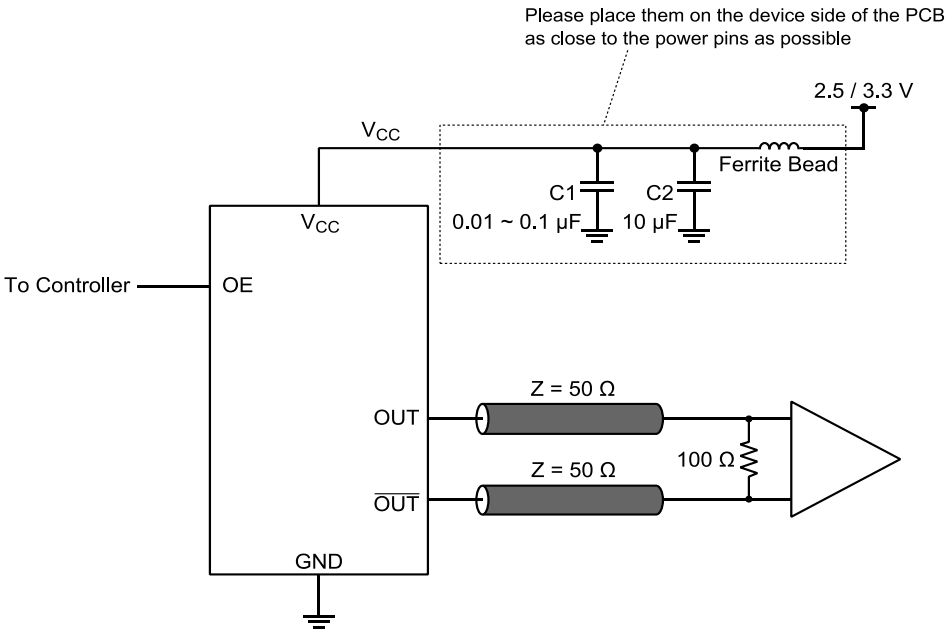 Please place them on the device side of the PCB
as close to the power pins as possible
2.5 / 3.3 V
VCC
Ferrite Bead
C1
C2
0.01 ~ 0.1 µF
10 µF
VCC
To Controller
OE
Z = 50 Ω
OUT
100 Ω
Z = 50 Ω
O̅U̅T̅
GND